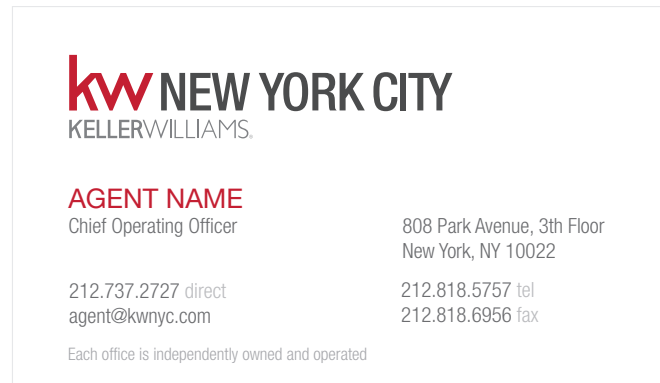 kw NEW YORK CITY
KELLERWILLIAMS.
AGENT NAME
Chief Operating Officer
808 Park Avenue, 3th Floor
New York, NY 10022
212.737.2727 direct
agent@kwnyc.com
212.818.5757 tel
212.818.6956 fax
Each office is independently owned and operated